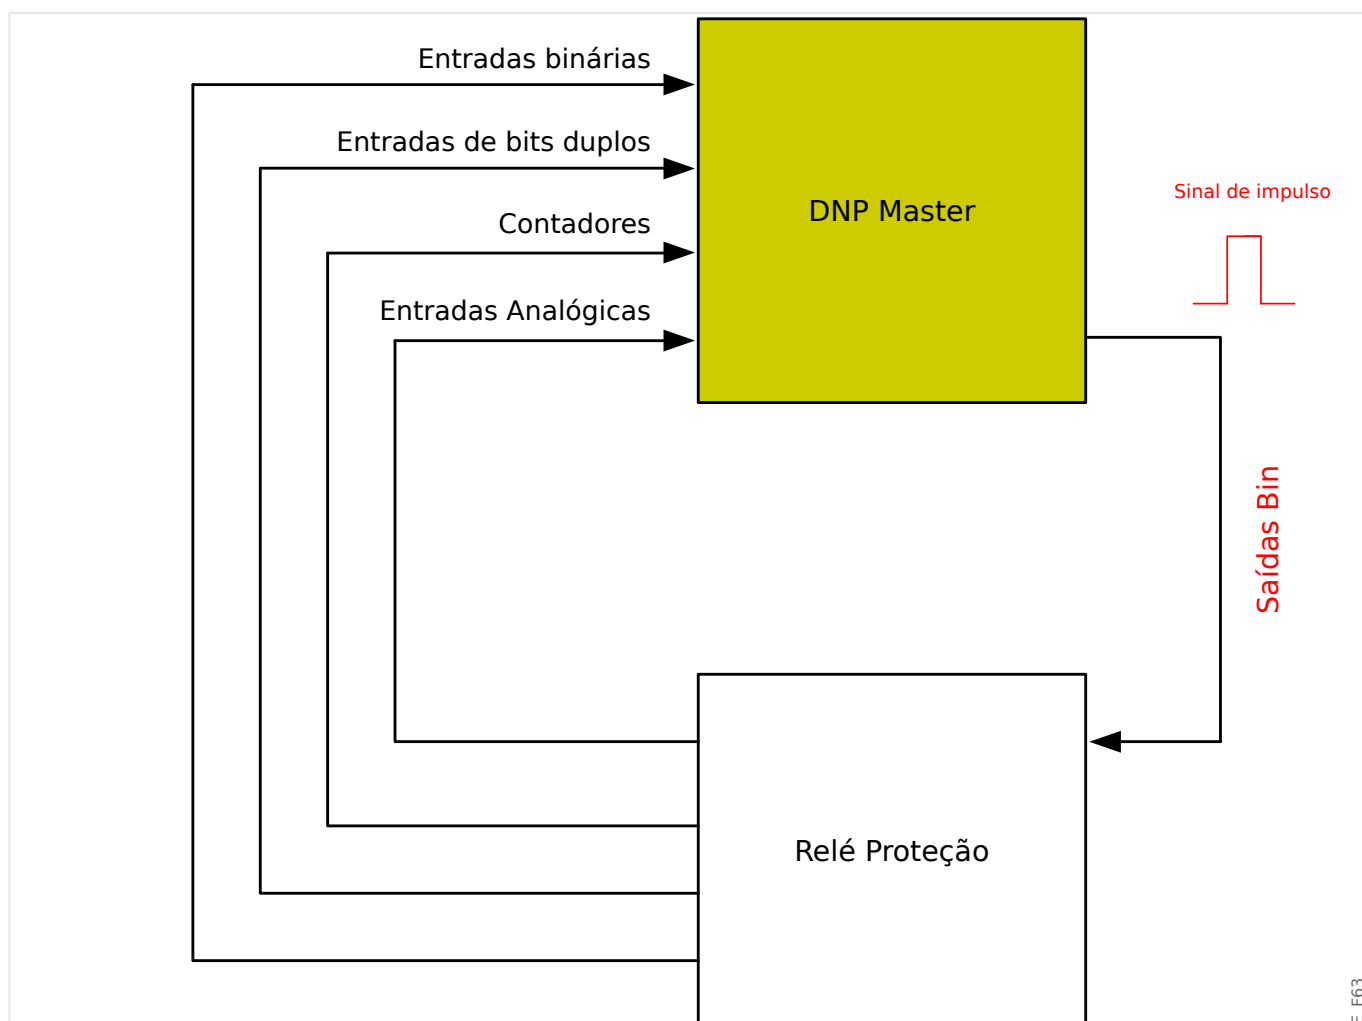 Entradas binárias
Entradas de bits duplos
Contadores
Entradas Analógicas
DNP Master
Sinal de impulso
Saídas Bin
Relé Proteção